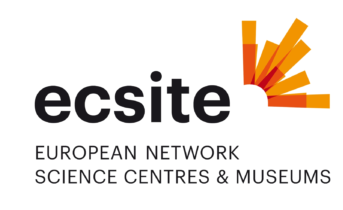 ecsite
EUROPEAN NETWORK
SCIENCE CENTRES & MUSEUMS